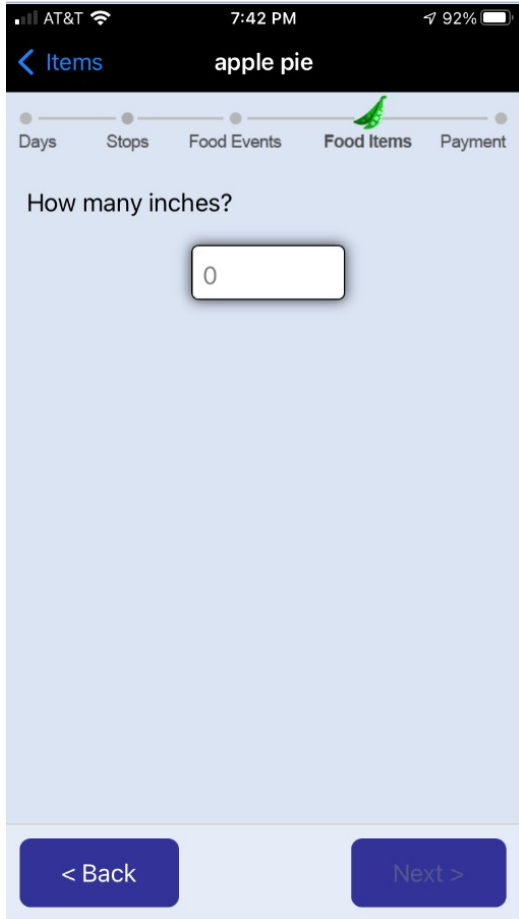 AT&T 7:42 PM 92%
Items apple pie
Days Stops Food Events Food Items Payment
How many inches?
0
< Back Next >